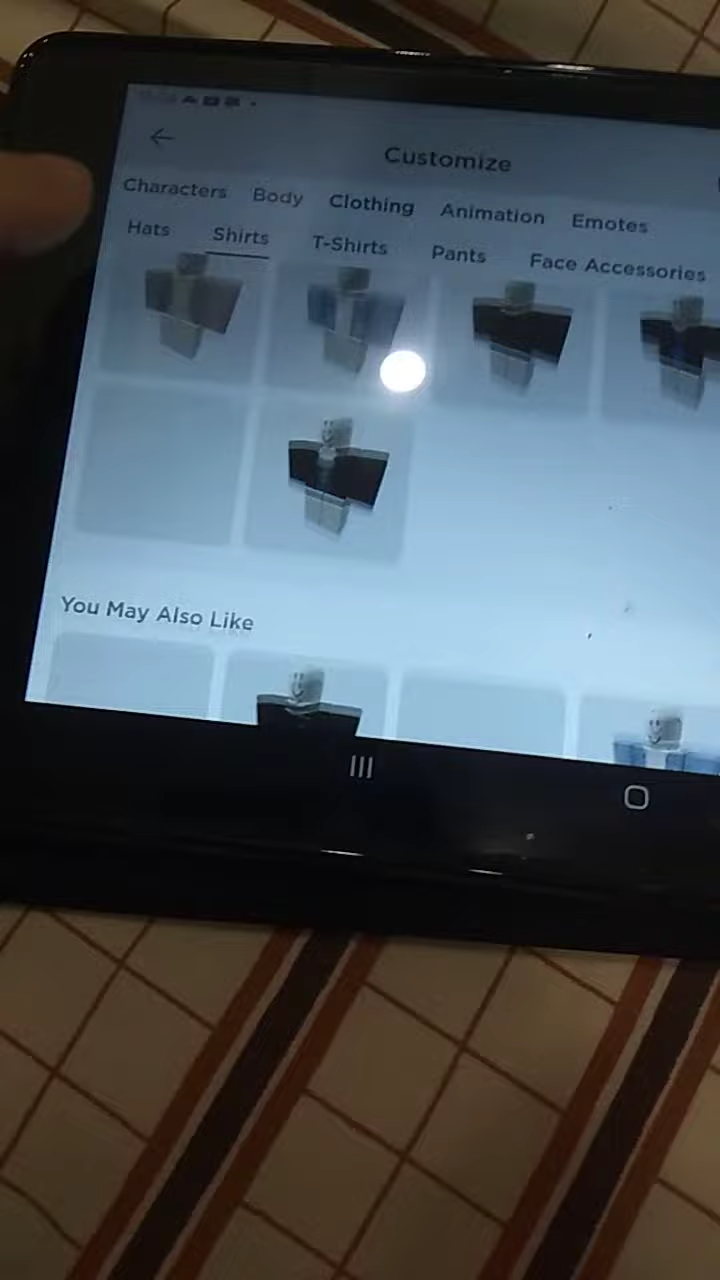 Customize
Characters Body Clothing Animation Emotes
Hats Shirts T-Shirts Pants Face Accessories
You May Also Like